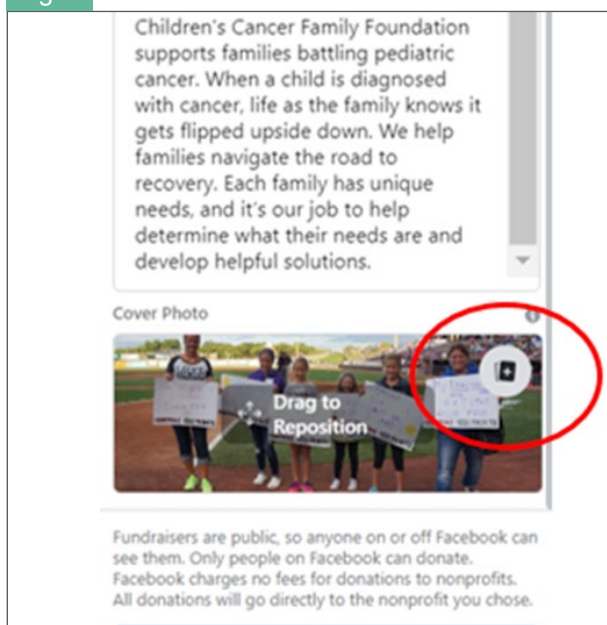 Children's Cancer Family Foundation
supports families battling pediatric
cancer. When a child is diagnosed
with cancer, life as the family knows it
gets flipped upside down. We help
families navigate the road to
recovery. Each family has unique
needs, and it's our job to help
determine what their needs are and
develop helpful solutions.
Cover Photo
Drag to
Reposition
Fundraisers are public, so anyone on or off Facebook can
see them. Only people on Facebook can donate.
Facebook charges no fees for donations to nonprofits.
All donations will go directly to the nonprofit you chose.